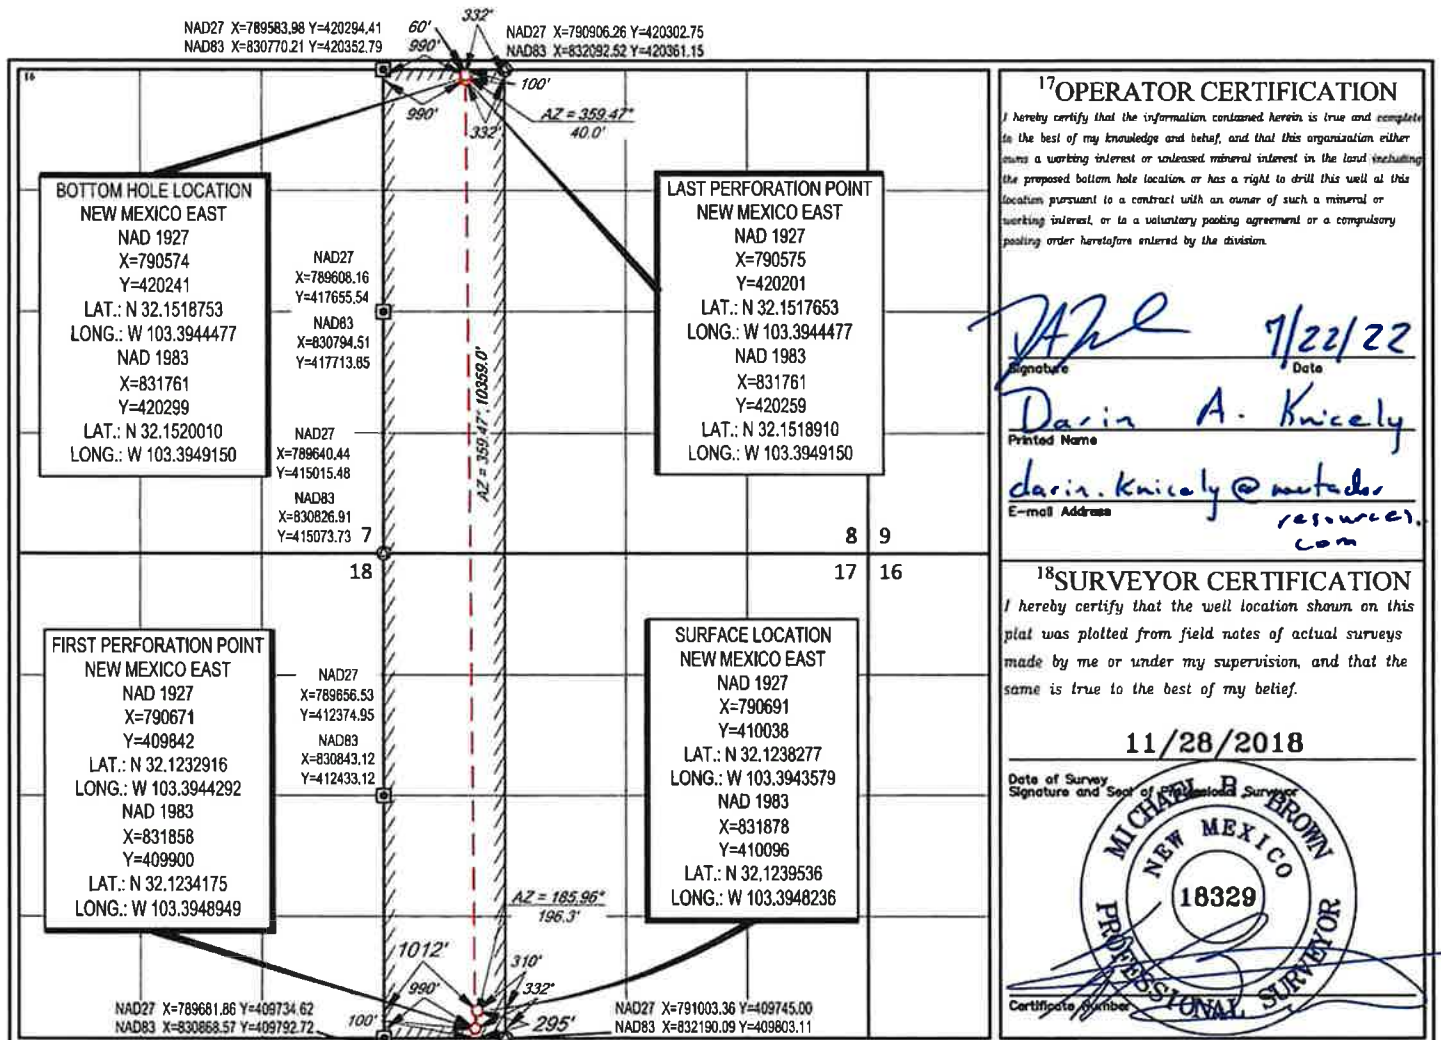 NAD27 X=789583.98 Y=420294.41
NAD83 X=830770.21 Y=420352.79
60'
990'
332'
NAD27 X=790906.26 Y=420302.75
NAD83 X=832092.52 Y=420361.15
16
100'
990'
332'
AZ = 359.47°
40.0'
BOTTOM HOLE LOCATION
NEW MEXICO EAST
NAD 1927
X=790574
Y=420241
LAT.: N 32.1518753
LONG.: W 103.3944477
NAD 1983
X=831761
Y=420299
LAT.: N 32.1520010
LONG.: W 103.3949150
NAD27
X=789608.16
Y=417655.54
NAD83
X=830794.51
Y=417713.85
NAD27
X=789640.44
Y=415015.48
NAD83
X=830826.91
Y=415073.73
AZ = 359.47°, 10359.0'
LAST PERFORATION POINT
NEW MEXICO EAST
NAD 1927
X=790575
Y=420201
LAT.: N 32.1517653
LONG.: W 103.3944477
NAD 1983
X=831761
Y=420259
LAT.: N 32.1518910
LONG.: W 103.3949150
7
8 9
18
17 16
FIRST PERFORATION POINT
NEW MEXICO EAST
NAD 1927
X=790671
Y=409842
LAT.: N 32.1232916
LONG.: W 103.3944292
NAD 1983
X=831858
Y=409900
LAT.: N 32.1234175
LONG.: W 103.3948949
NAD27
X=789656.53
Y=412374.95
NAD83
X=830843.12
Y=412433.12
SURFACE LOCATION
NEW MEXICO EAST
NAD 1927
X=790691
Y=410038
LAT.: N 32.1238277
LONG.: W 103.3943579
NAD 1983
X=831878
Y=410096
LAT.: N 32.1239536
LONG.: W 103.3948236
AZ = 185.96°
196.3'
1012'
990'
310'
332'
100'
295'
NAD27 X=789681.86 Y=409734.62
NAD83 X=830868.57 Y=409792.72
NAD27 X=791003.36 Y=409745.00
NAD83 X=832190.09 Y=409803.11
17 OPERATOR CERTIFICATION
I hereby certify that the information contained herein is true and complete
to the best of my knowledge and belief, and that this organization either
owns a working interest or unleased mineral interest in the land including
the proposed bottom hole location or has a right to drill this well at this
location pursuant to a contract with an owner of such a mineral or
working interest, or to a voluntary pooling agreement or a compulsory
pooling order heretofore entered by the division.
7/22/22
Signature Date
Darin A. Knicely
Printed Name
darin.knicely@matador
resources.
com
E-mail Address
18 SURVEYOR CERTIFICATION
I hereby certify that the well location shown on this
plat was plotted from field notes of actual surveys
made by me or under my supervision, and that the
same is true to the best of my belief.
11/28/2018
Date of Survey
Signature and Seal of Professional Surveyor
MICHAEL B. BROWN
NEW MEXICO
18329
PROFESSIONAL SURVEYOR
Certificate Number